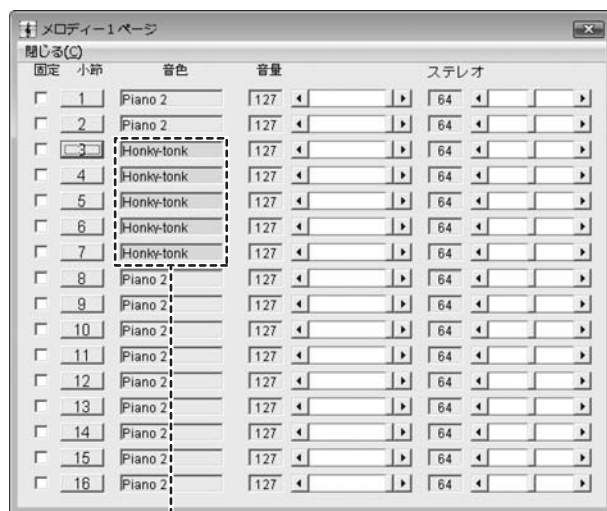 メロディー1 ページ
閉じる(C)
固定 小節 音色 音量 ステレオ
1 Piano 2 127 64
2 Piano 2 127 64
3 Honky-tonk 127 64
4 Honky-tonk 127 64
5 Honky-tonk 127 64
6 Honky-tonk 127 64
7 Honky-tonk 127 64
8 Piano 2 127 64
9 Piano 2 127 64
10 Piano 2 127 64
11 Piano 2 127 64
12 Piano 2 127 64
13 Piano 2 127 64
14 Piano 2 127 64
15 Piano 2 127 64
16 Piano 2 127 64